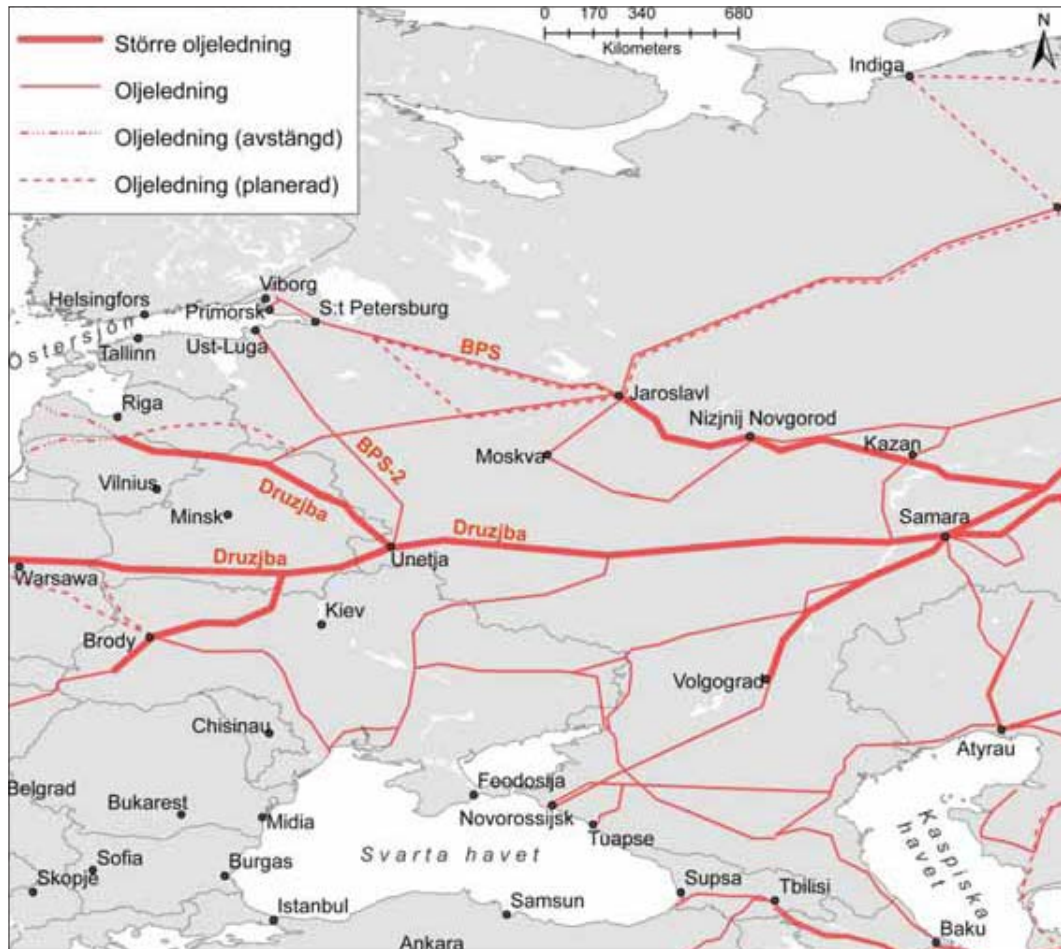 Större oljeledning
Oljeledning
Oljeledning (avstängd)
Oljeledning (planerad)
0 170 340 680
Kilometers
N
Indiga
Viborg
Helsingfors
Primorsk
S:t Petersburg
Östersjön
Tallinn
Ust-Luga
BPS
Jaroslavl
Riga
Nizjnij Novgorod
Moskva
Kazan
BPS-2
Vilnius
Druzjba
Minsk
Samara
Druzjba
Druzjba
Unetja
Warsawa
Kiev
Brody
Volgograd
Chisinau
Atyrau
Feodosija
Belgrad
Bukarest
Midia
Novorossijsk
Tuapse
Kaspiska
havet
Svarta havet
Sofia
Burgas
Skopje
Supsa
Tbilisi
Istanbul
Samsun
Baku
Ankara